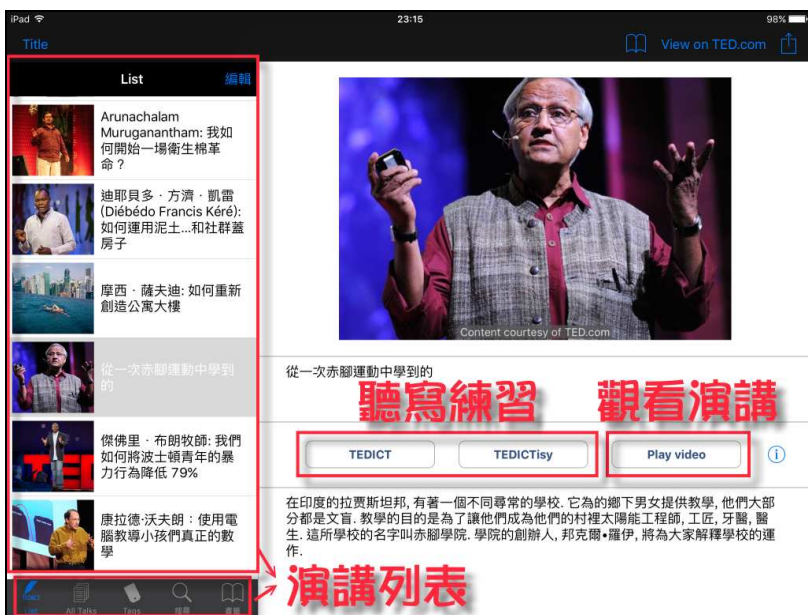 iPad
23:15
98%
Title
View on TED.com
List
編輯
Arunachalam
Muruganantham: 我如
何開始一場衛生棉革
命？
迪耶貝多‧方濟‧凱雷
(Diébédo Francis Kéré):
如何運用泥土...和社群蓋
房子
摩西‧薩夫迪: 如何重新
創造公寓大樓
從一次赤腳運動中學到
的
傑佛里‧布朗牧師: 我們
如何將波士頓青年的暴
力行為降低 79%
康拉德·沃夫朗：使用電
腦教導小孩們真正的數
學
List
All Talks
Tags
搜尋
書籤
Content courtesy of TED.com
從一次赤腳運動中學到的
聽寫練習
觀看演講
TEDICT
TEDICTisy
Play video
在印度的拉贾斯坦邦, 有著一個不同尋常的學校. 它為的鄉下男女提供教學, 他們大部
分都是文盲. 教學的目的是為了讓他們成為他們的村裡太陽能工程師, 工匠, 牙醫, 醫
生. 這所學校的名字叫赤腳學院. 學院的創辦人, 邦克爾•羅伊, 將為大家解釋學校的運
作.
演講列表